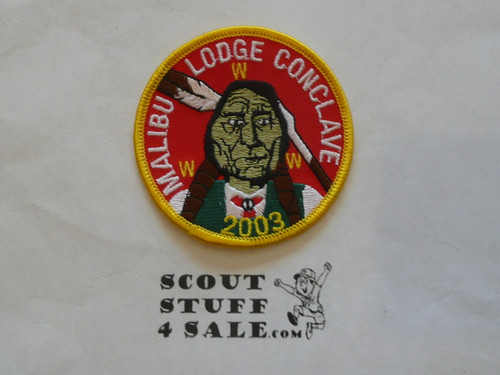 MALIBU LODGE CONCLAVE
W
W W
2003
SCOUT
STUFF
4 SALE.COM